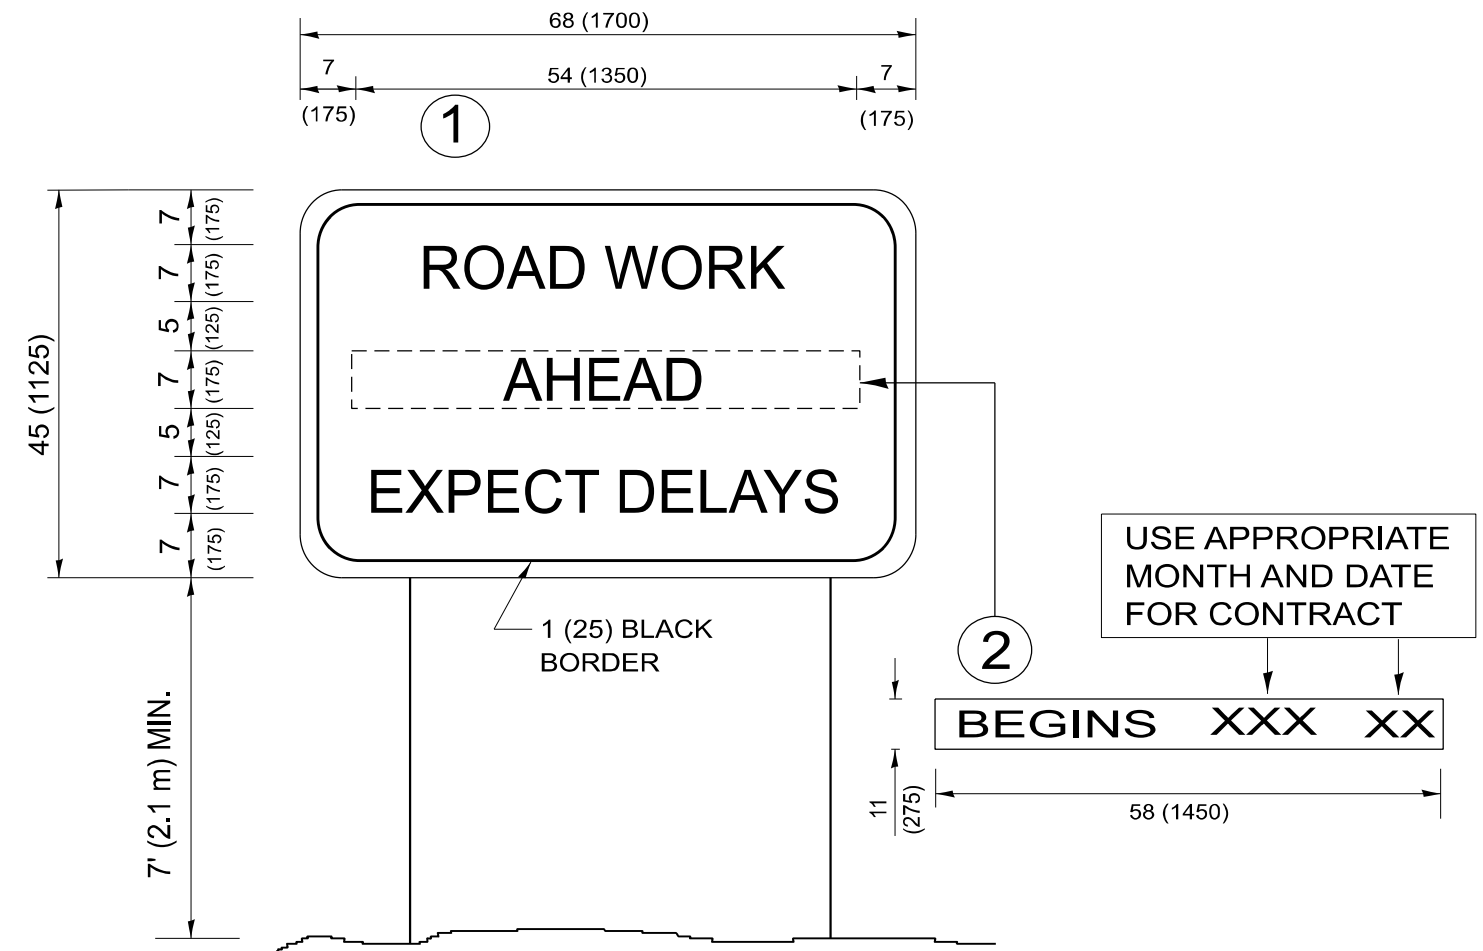 68 (1700)
7
54 (1350)
7
(175)
(175)
1
ROAD WORK
AHEAD
EXPECT DELAYS
45 (1125)
7 (175)
7 (175)
5 (125)
7 (175)
5 (125)
7 (175)
7 (175)
1 (25) BLACK
BORDER
7' (2.1 m) MIN.
USE APPROPRIATE
MONTH AND DATE
FOR CONTRACT
2
BEGINS XXX XX
11
(275)
58 (1450)